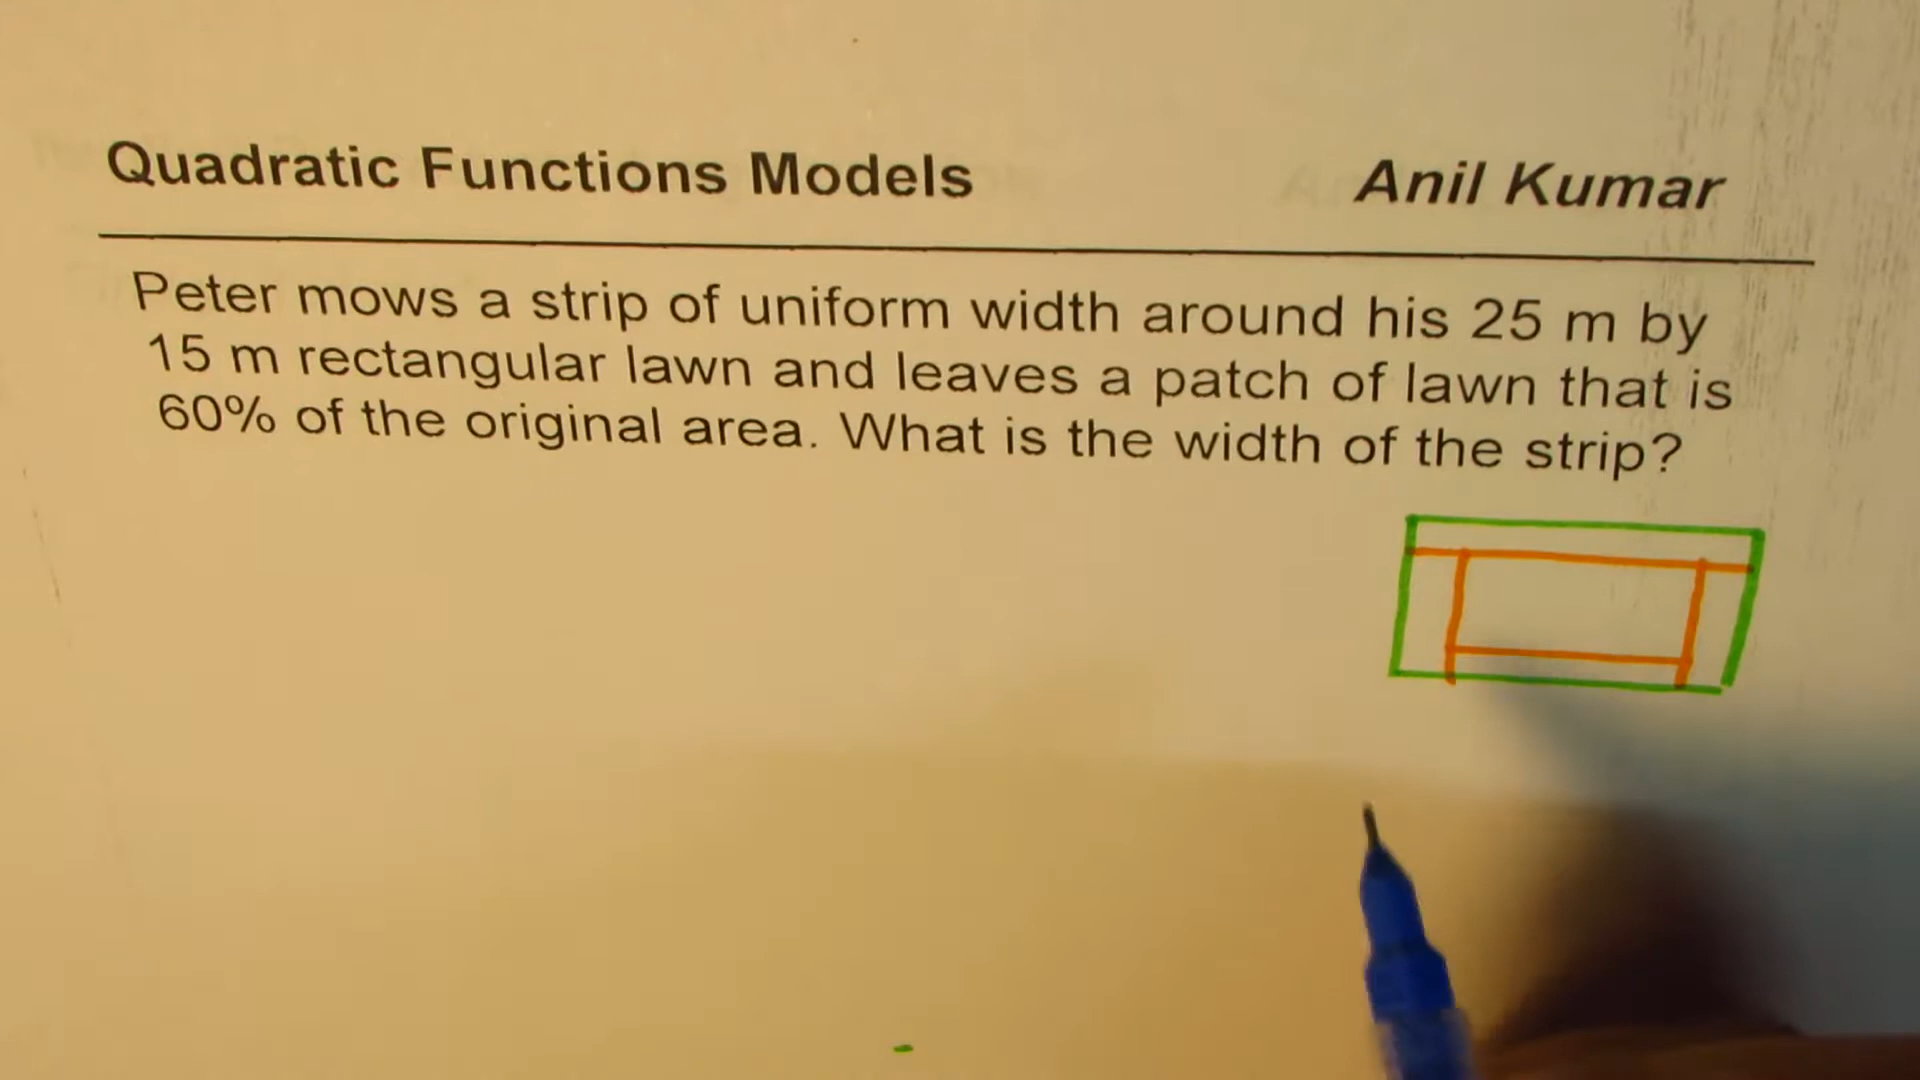 Quadratic Functions Models Anil Kumar
Peter mows a strip of uniform width around his 25 m by
15 m rectangular lawn and leaves a patch of lawn that is
60% of the original area. What is the width of the strip?